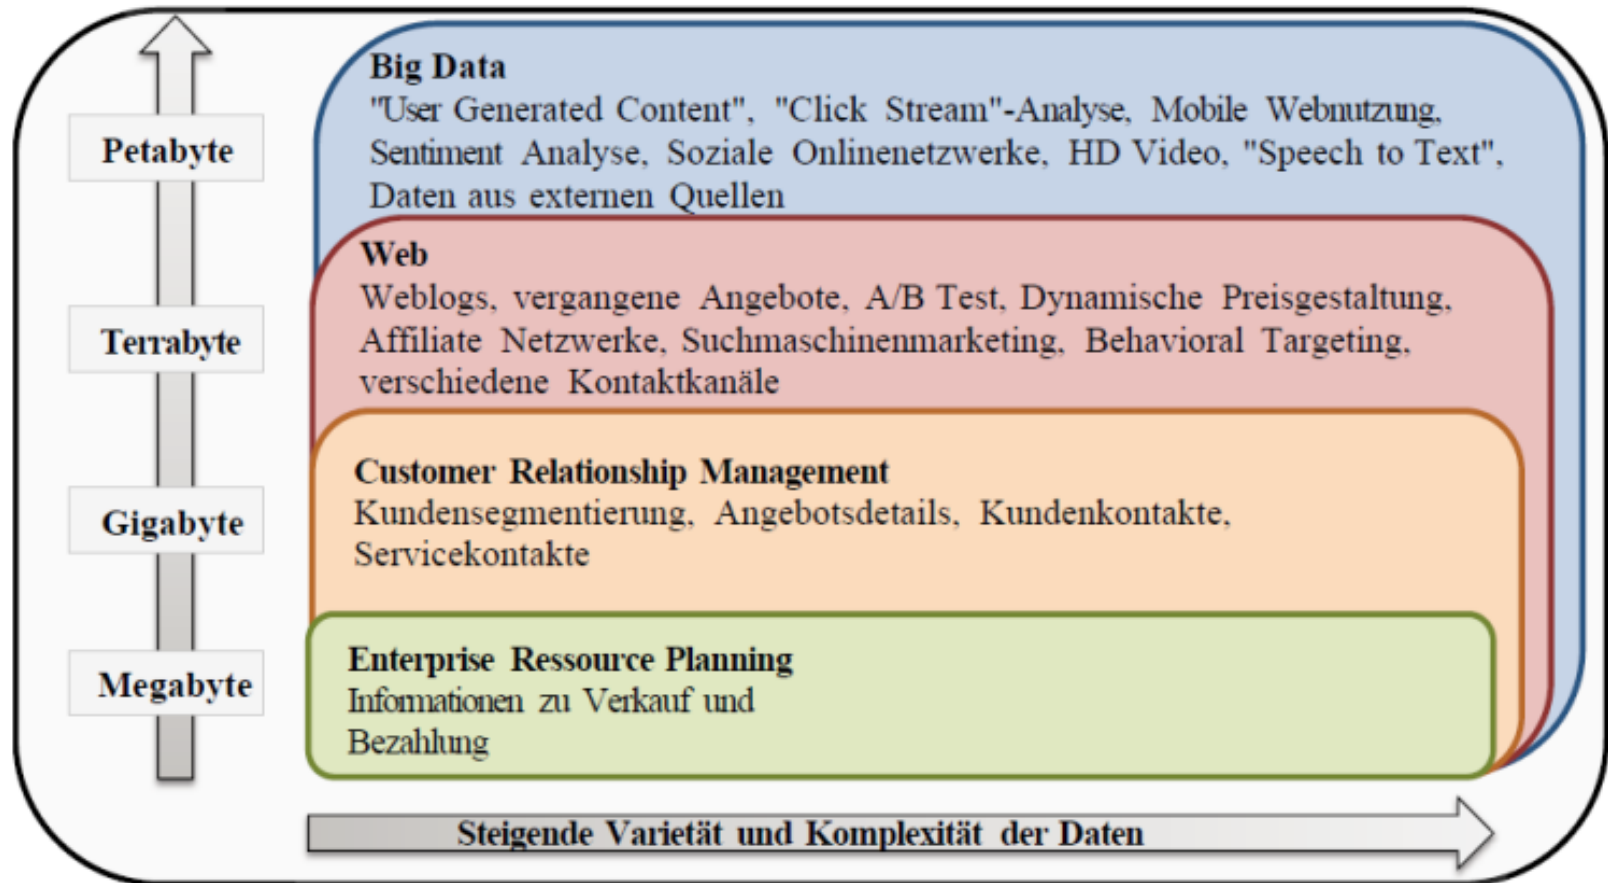 Big Data
"User Generated Content", "Click Stream"-Analyse, Mobile Webnutzung,
Sentiment Analyse, Soziale Onlinenetzwerke, HD Video, "Speech to Text",
Daten aus externen Quellen
Petabyte
Web
Weblogs, vergangene Angebote, A/B Test, Dynamische Preisgestaltung,
Affiliate Netzwerke, Suchmaschinenmarketing, Behavioral Targeting,
verschiedene Kontaktkanäle
Terrabyte
Customer Relationship Management
Kundensegmentierung, Angebotsdetails, Kundenkontakte,
Servicekontakte
Gigabyte
Enterprise Ressource Planning
Informationen zu Verkauf und
Bezahlung
Megabyte
Steigende Varietät und Komplexität der Daten